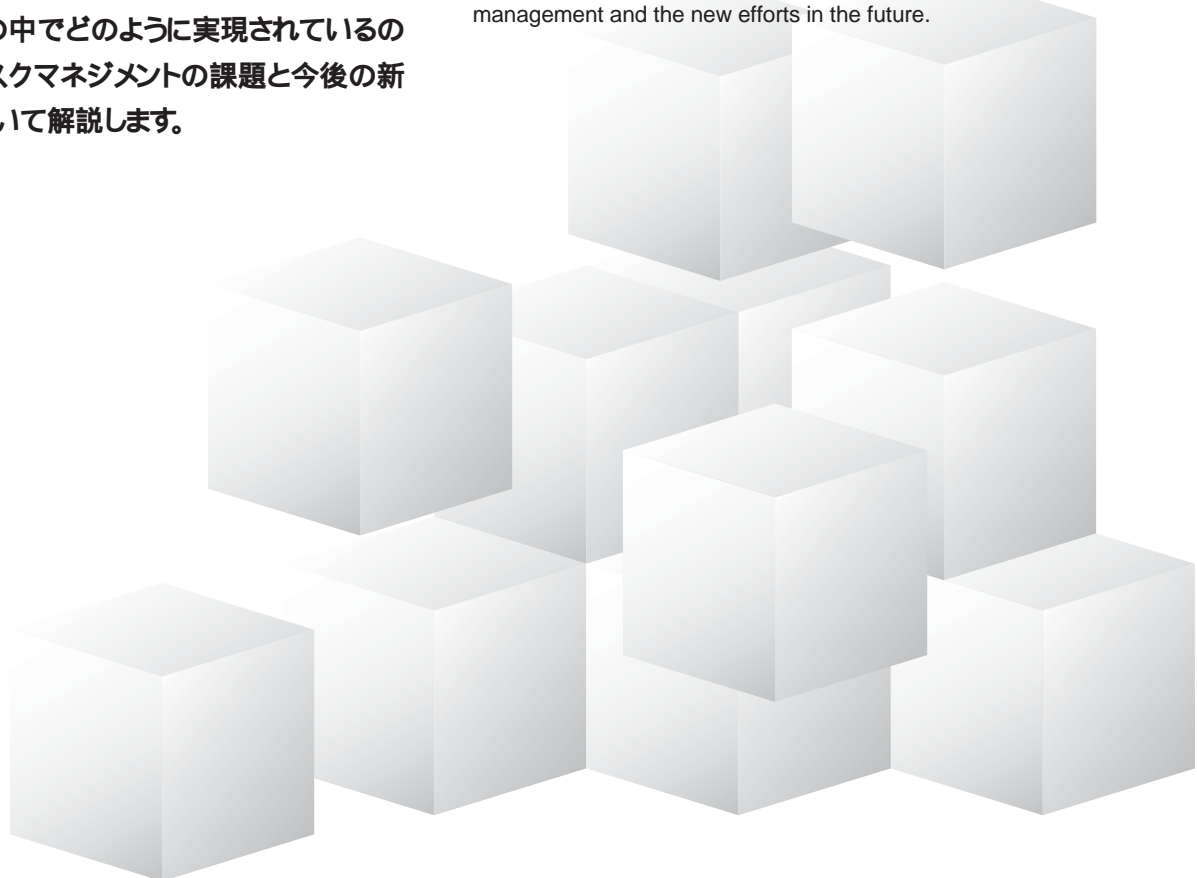 の中でどのように実現されているの
スクマネジメントの課題と今後の新
いて解説します。
management and the new efforts in the future.